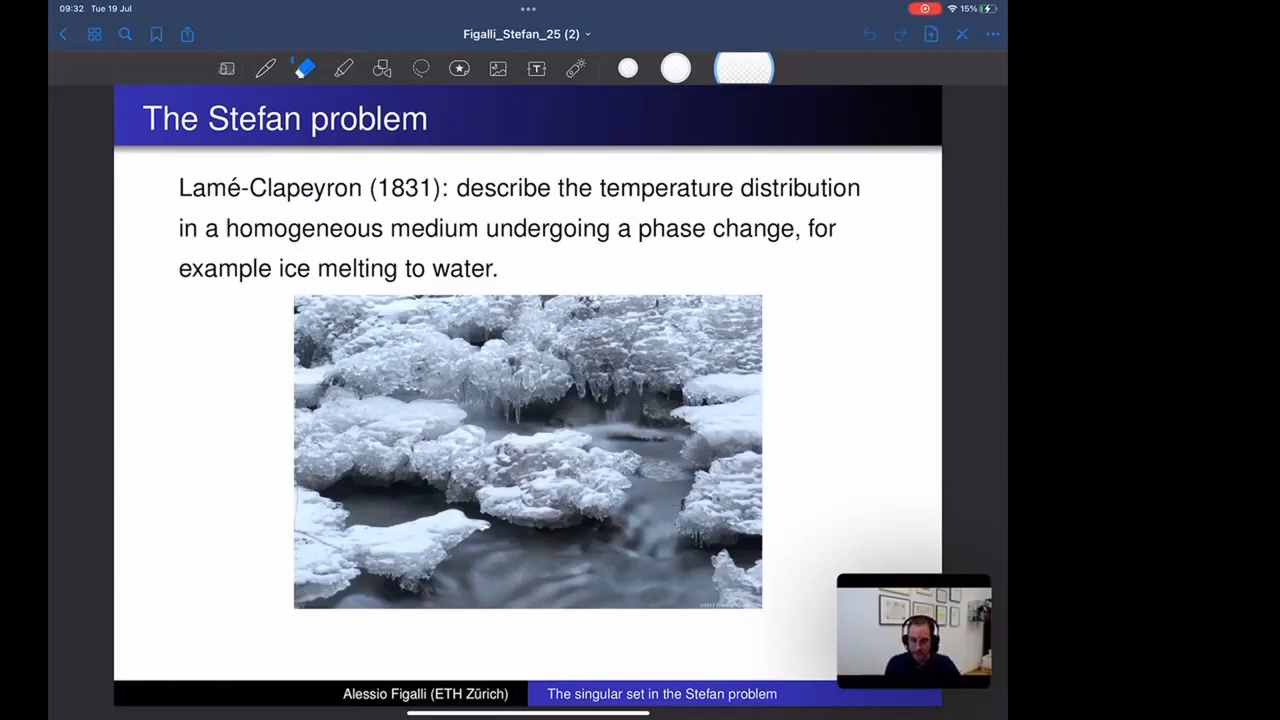 09:32 Tue 19 Jul
15%
Figalli_Stefan_25 (2)
The Stefan problem
Lamé-Clapeyron (1831): describe the temperature distribution
in a homogeneous medium undergoing a phase change, for
example ice melting to water.
Alessio Figalli (ETH Zürich)
The singular set in the Stefan problem